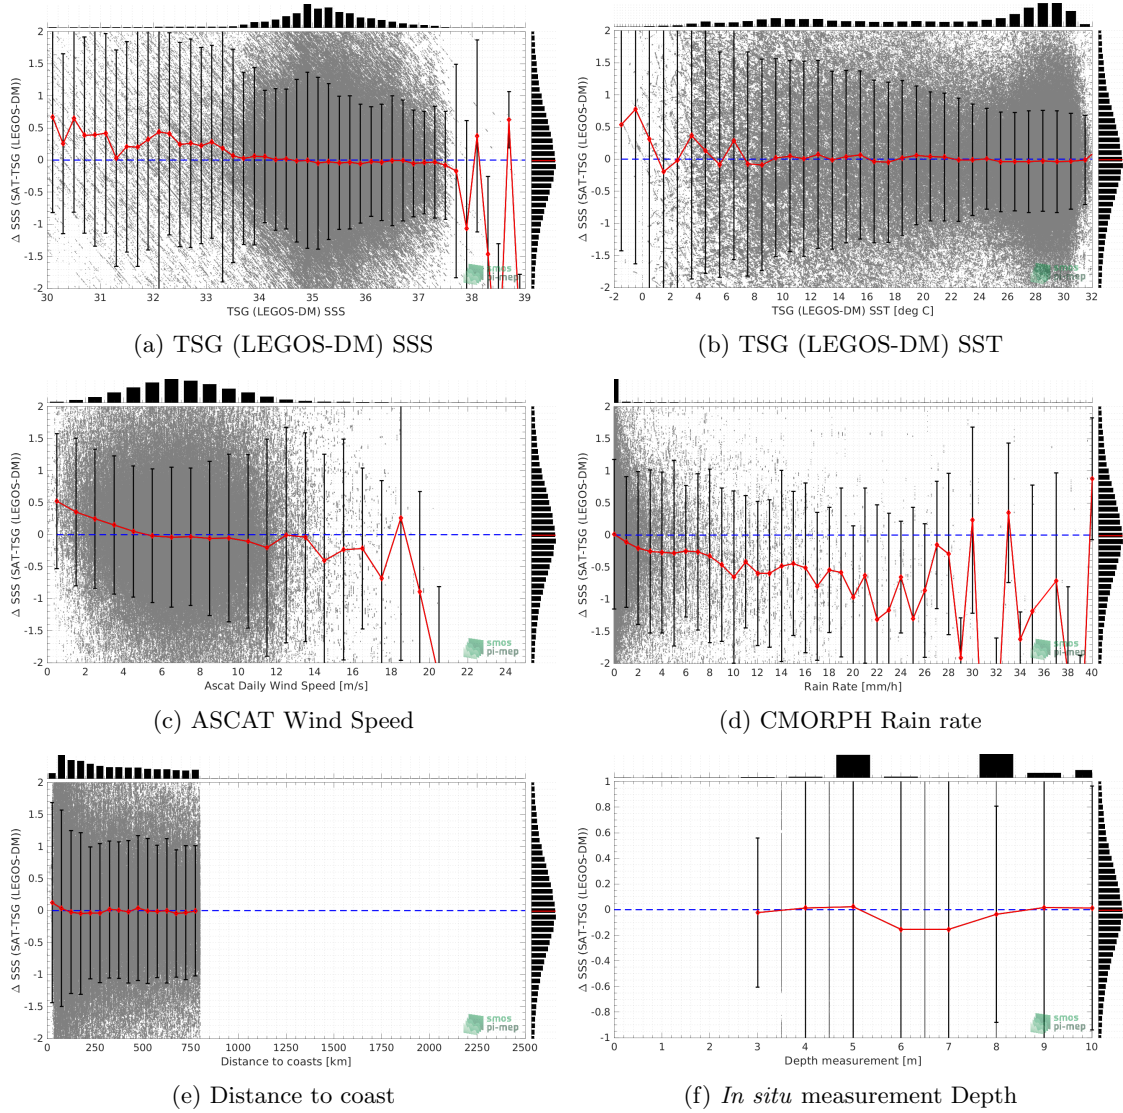 2
1.5
1
0.5
0
-0.5
-1
-1.5
-2
Δ SSS (SAT-TSG (LEGOS-DM))
30 31 32 33 34 35 36 37 38 39
TSG (LEGOS-DM) SSS
smos
pi-mep
(a) TSG (LEGOS-DM) SSS
2
1.5
1
0.5
0
-0.5
-1
-1.5
-2
Δ SSS (SAT-TSG (LEGOS-DM))
-2 0 2 4 6 8 10 12 14 16 18 20 22 24 26 28 30 32
TSG (LEGOS-DM) SST [deg C]
smos
pi-mep
(b) TSG (LEGOS-DM) SST
2
1.5
1
0.5
0
-0.5
-1
-1.5
-2
Δ SSS (SAT-TSG (LEGOS-DM))
0 2 4 6 8 10 12 14 16 18 20 22 24
Ascat Daily Wind Speed [m/s]
smos
pi-mep
(c) ASCAT Wind Speed
2
1.5
1
0.5
0
-0.5
-1
-1.5
-2
Δ SSS (SAT-TSG (LEGOS-DM))
0 2 4 6 8 10 12 14 16 18 20 22 24 26 28 30 32 34 36 38 40
Rain Rate [mm/h]
smos
pi-mep
(d) CMORPH Rain rate
2
1.5
1
0.5
0
-0.5
-1
-1.5
-2
Δ SSS (SAT-TSG (LEGOS-DM))
0 250 500 750 1000 1250 1500 1750 2000 2250 2500
Distance to coasts [km]
smos
pi-mep
(e) Distance to coast
1
0.8
0.6
0.4
0.2
0
-0.2
-0.4
-0.6
-0.8
-1
Δ SSS (SAT-TSG (LEGOS-DM))
0 1 2 3 4 5 6 7 8 9 10
Depth measurement [m]
smos
pi-mep
(f) In situ measurement Depth